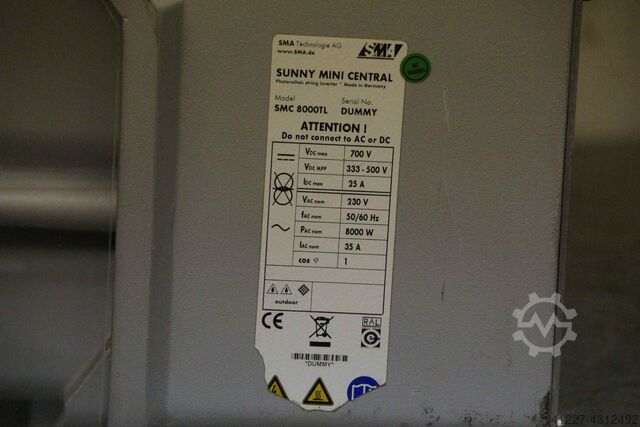 SMA Technologie AG
www.SMA.de
SMA
SUNNY MINI CENTRAL
Photovoltaic string inverter * Made in Germany
Model Serial No.
SMC 8000TL DUMMY
ATTENTION !
Do not connect to AC or DC
VDC max 700 V
VDC MPP 333 - 500 V
IDC max 25 A
VAC nom 230 V
fAC nom 50/60 Hz
PAC nom 8000 W
IAC nom 35 A
cos φ 1
outdoor
CE
RAL
*DUMMY*